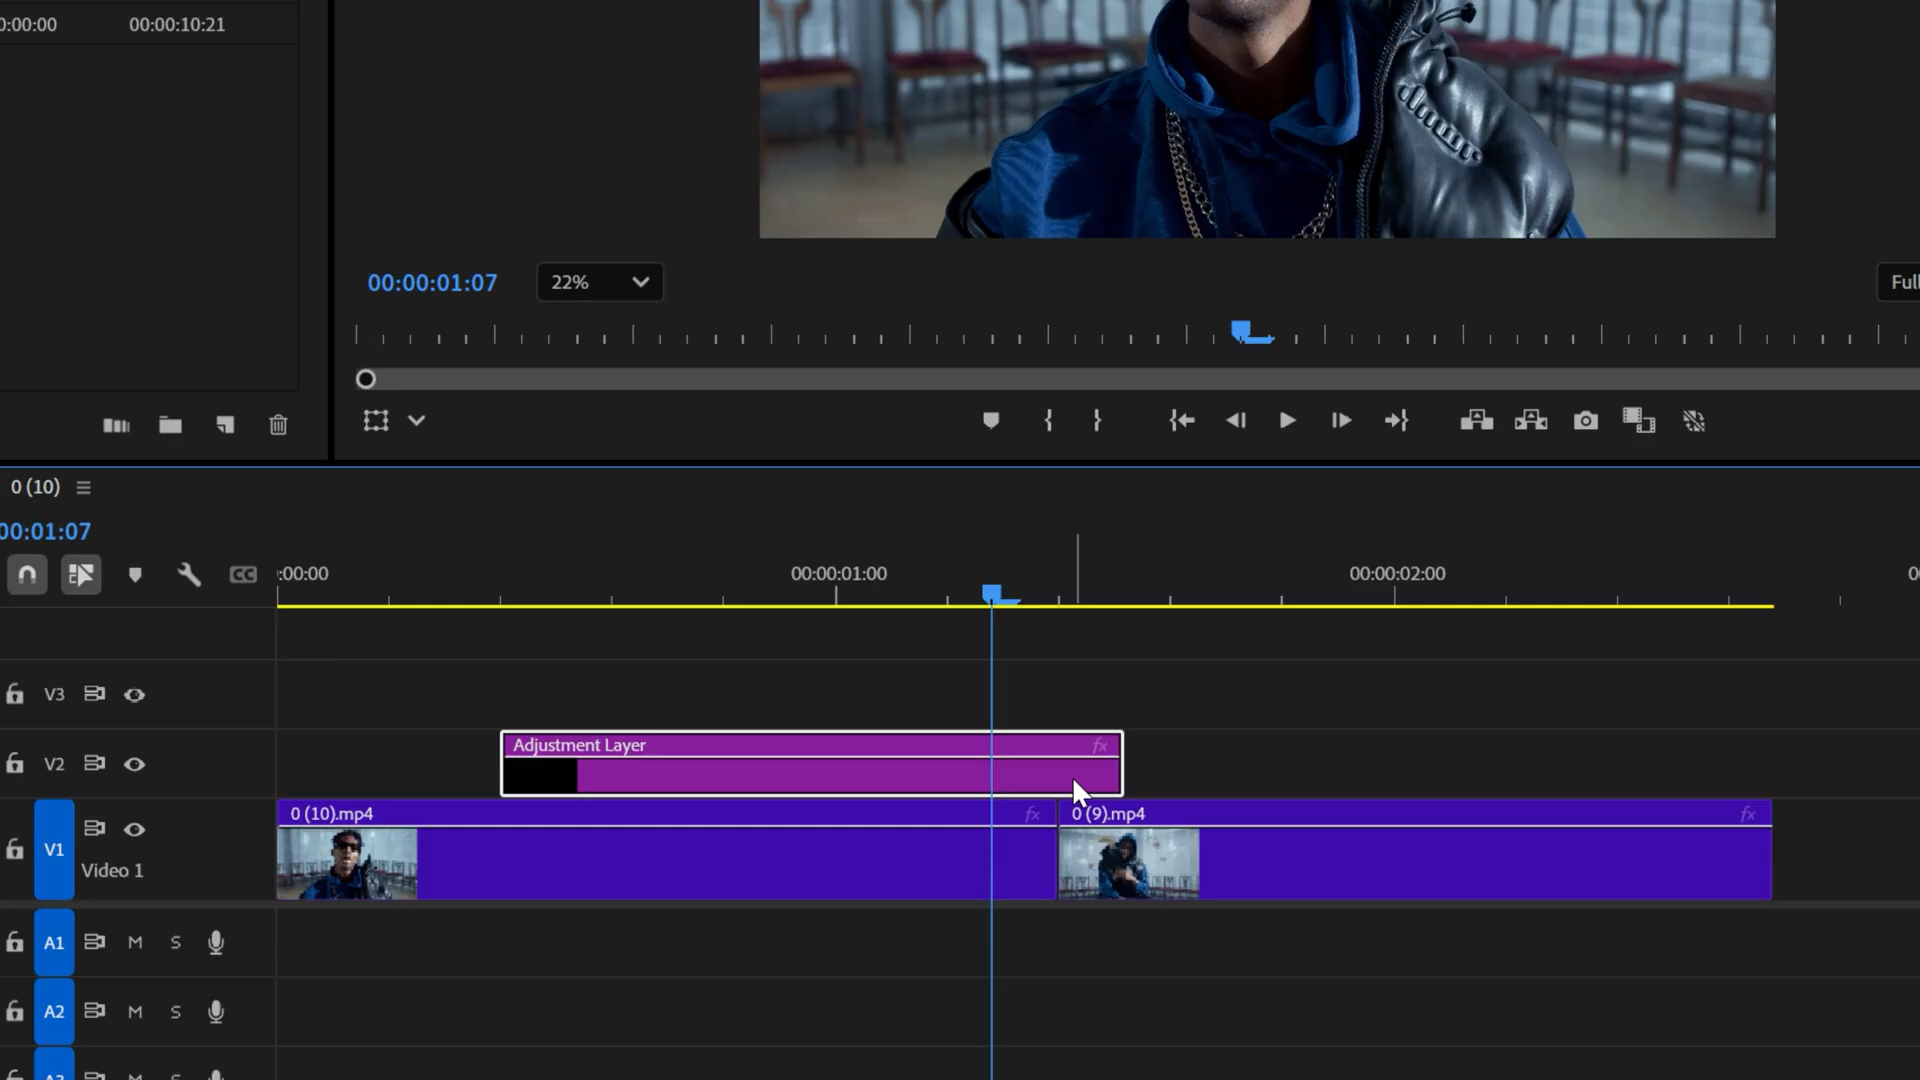 0:00:00 00:00:10:21
00:00:01:07 22% Full
0 (10)
00:01:07
:00:00 00:00:01:00 00:00:02:00
V3
V2 Adjustment Layer fx
V1 Video 1 0 (10).mp4 fx 0 (9).mp4 fx
A1 M S
A2 M S
CC